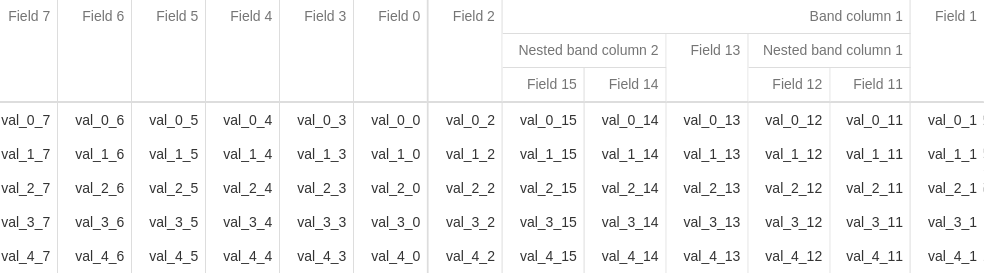 Field 7 Field 6 Field 5 Field 4 Field 3 Field 0 Field 2 Band column 1 Field 1
Nested band column 2 Field 13 Nested band column 1
Field 15 Field 14 Field 12 Field 11
val_0_7 val_0_6 val_0_5 val_0_4 val_0_3 val_0_0 val_0_2 val_0_15 val_0_14 val_0_13 val_0_12 val_0_11 val_0_1
val_1_7 val_1_6 val_1_5 val_1_4 val_1_3 val_1_0 val_1_2 val_1_15 val_1_14 val_1_13 val_1_12 val_1_11 val_1_1
val_2_7 val_2_6 val_2_5 val_2_4 val_2_3 val_2_0 val_2_2 val_2_15 val_2_14 val_2_13 val_2_12 val_2_11 val_2_1
val_3_7 val_3_6 val_3_5 val_3_4 val_3_3 val_3_0 val_3_2 val_3_15 val_3_14 val_3_13 val_3_12 val_3_11 val_3_1
val_4_7 val_4_6 val_4_5 val_4_4 val_4_3 val_4_0 val_4_2 val_4_15 val_4_14 val_4_13 val_4_12 val_4_11 val_4_1